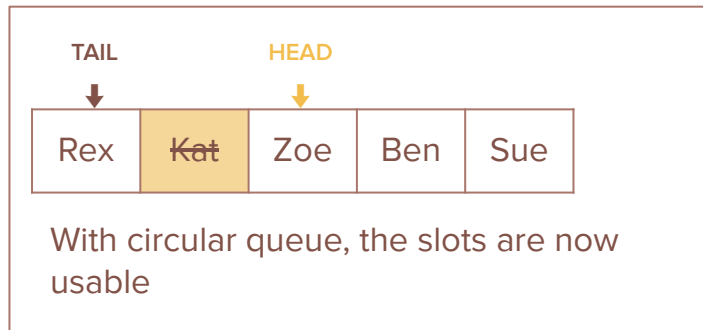 TAIL HEAD
Rex Kat Zoe Ben Sue
With circular queue, the slots are now
usable